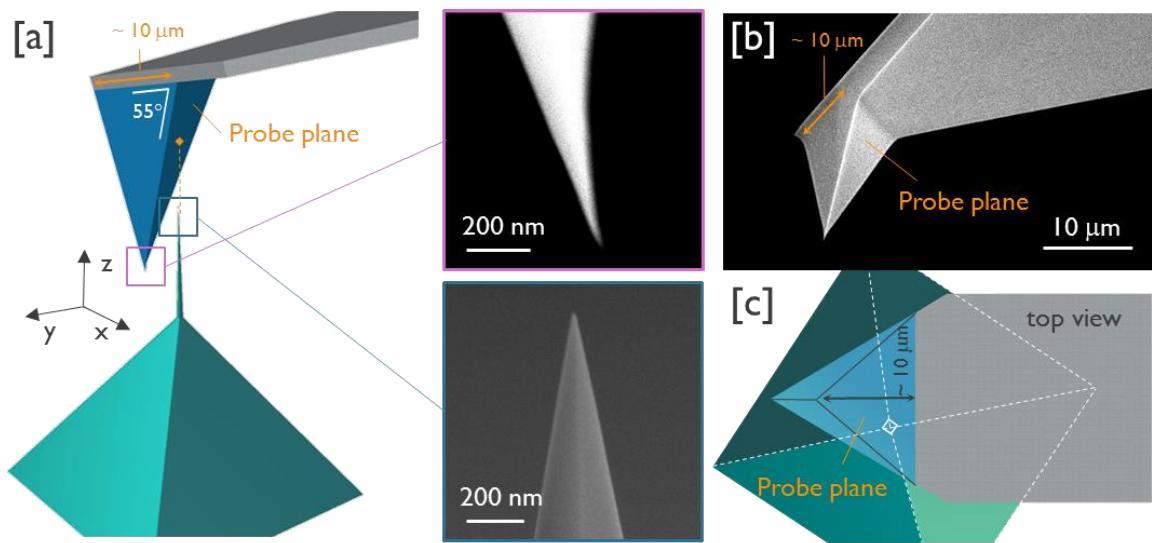 [a]
~ 10 μm
55°
Probe plane
z
y
x
200 nm
200 nm
[b]
~ 10 μm
Probe plane
10 μm
[c]
top view
~ 10 μm
Probe plane